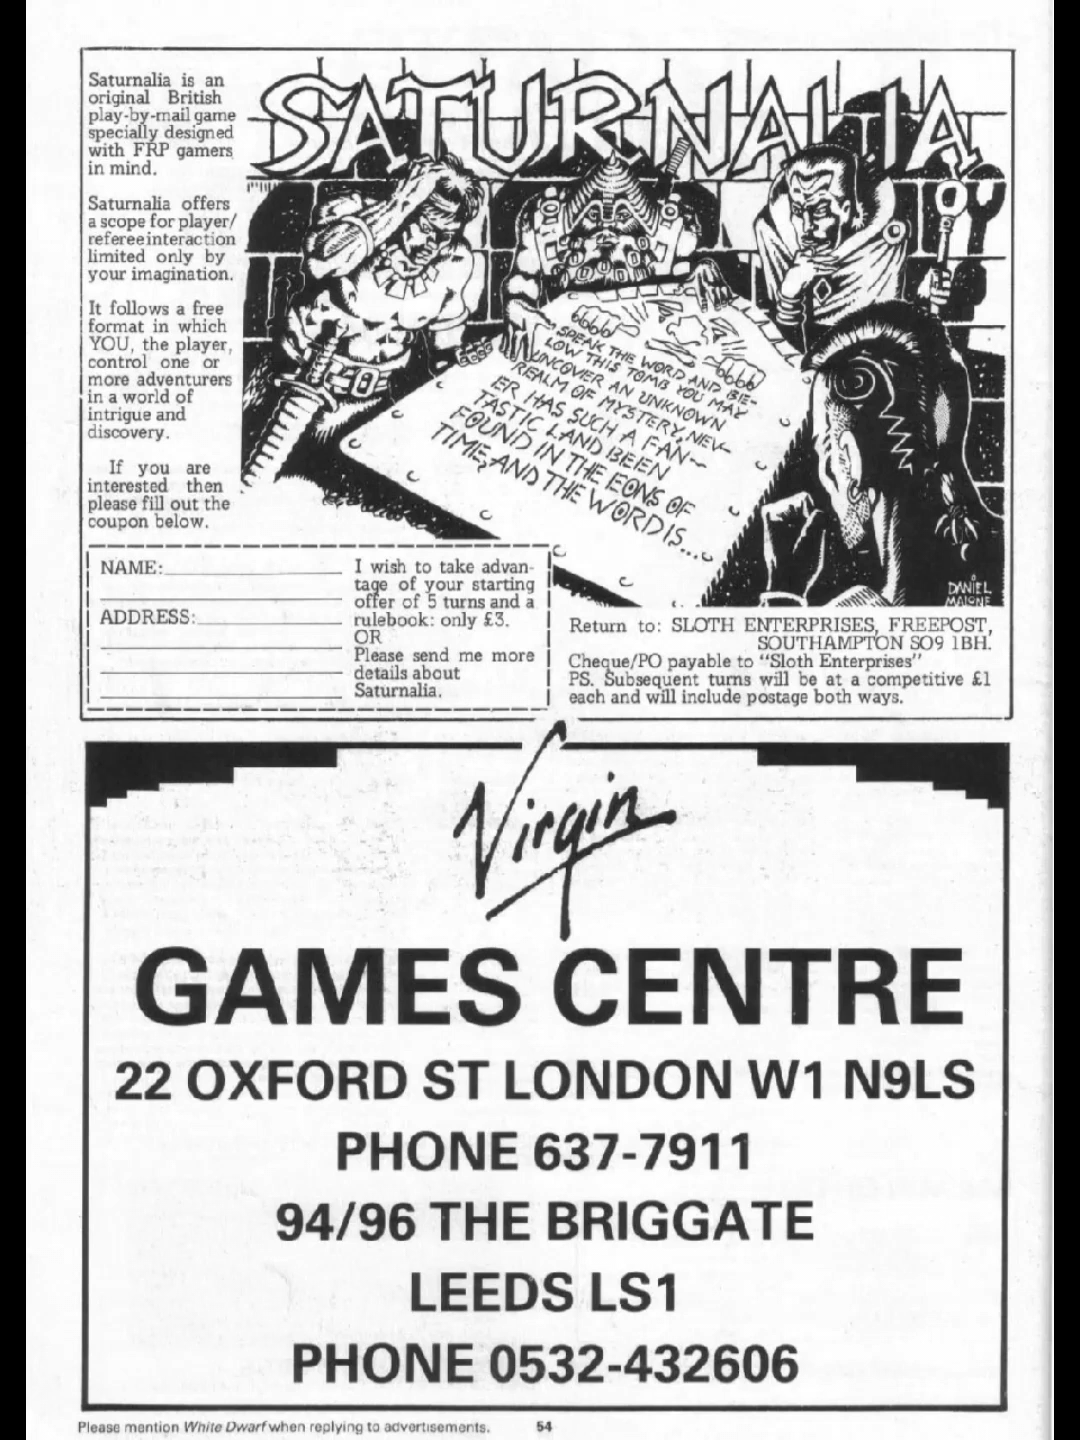 SATURNALIA
Saturnalia is an
original British
play-by-mail game
specially designed
with FRP gamers
in mind.
Saturnalia offers
a scope for player/
referee interaction
limited only by
your imagination.
It follows a free
format in which
YOU, the player,
control one or
more adventurers
in a world of
intrigue and
discovery.
If you are
interested then
please fill out the
coupon below.
SPEAK THE WORD AND BE-
LOW THIS TOMB YOU MAY
UNCOVER AN UNKNOWN
REALM OF MYSTERY, NEV-
ER HAS SUCH A FAN-
TASTIC LAND BEEN
FOUND IN THE EONS OF
TIME, AND THE WORD IS...
DANIEL
MALONE
NAME:
ADDRESS:
I wish to take advan-
tage of your starting
offer of 5 turns and a
rulebook: only £3.
OR
Please send me more
details about
Saturnalia.
Return to: SLOTH ENTERPRISES, FREEPOST,
SOUTHAMPTON SO9 1BH.
Cheque/PO payable to "Sloth Enterprises"
PS. Subsequent turns will be at a competitive £1
each and will include postage both ways.
Virgin
GAMES CENTRE
22 OXFORD ST LONDON W1 N9LS
PHONE 637-7911
94/96 THE BRIGGATE
LEEDS LS1
PHONE 0532-432606
Please mention White Dwarf when replying to advertisements.
54